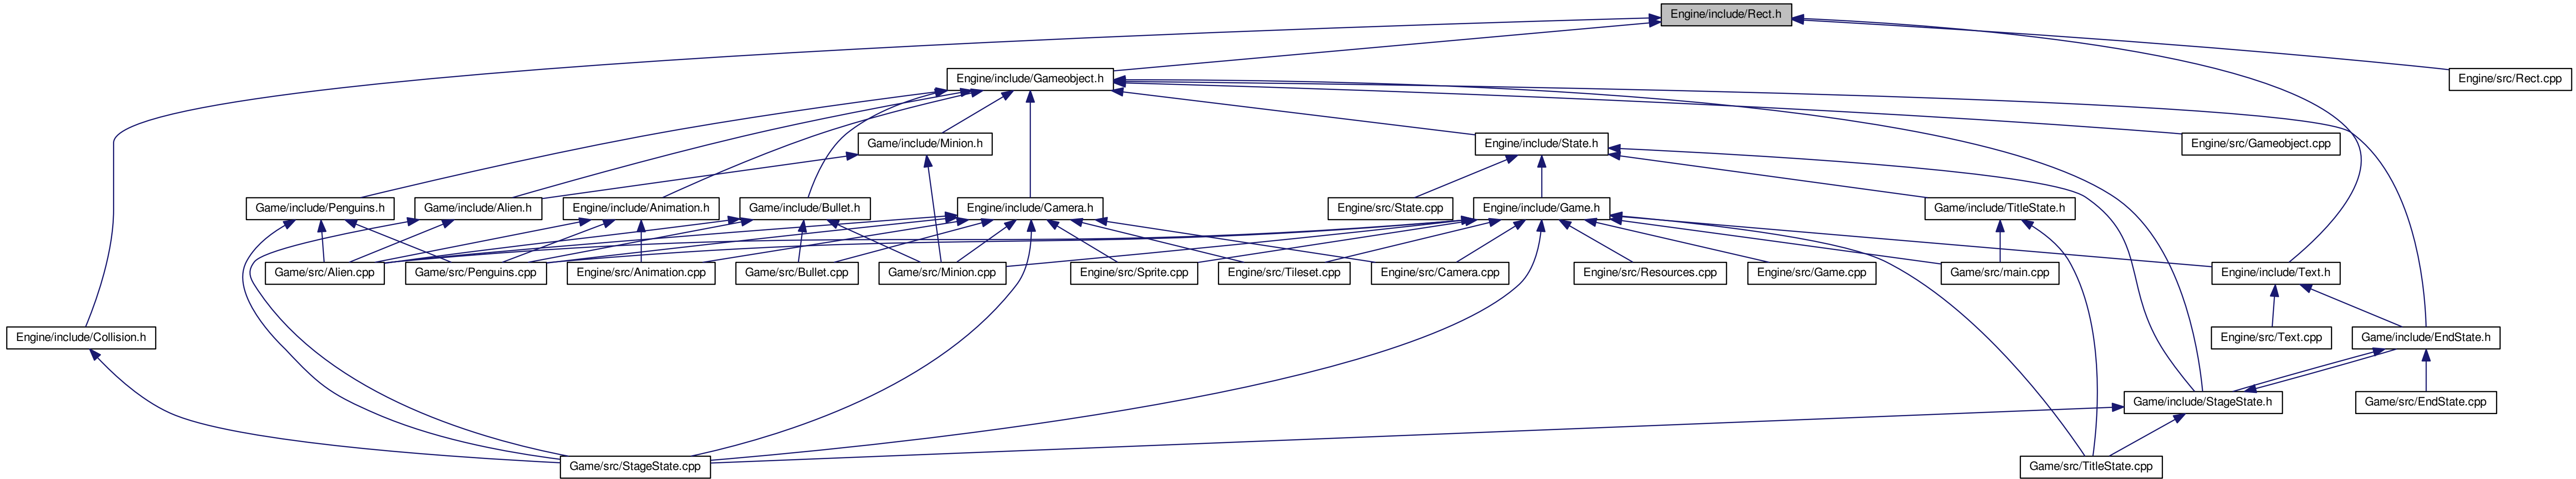 Engine/include/Rect.h
Engine/include/Gameobject.h
Engine/src/Rect.cpp
Game/include/Minion.h
Engine/include/State.h
Engine/src/Gameobject.cpp
Game/include/Penguins.h
Game/include/Alien.h
Engine/include/Animation.h
Game/include/Bullet.h
Engine/include/Camera.h
Engine/src/State.cpp
Engine/include/Game.h
Game/include/TitleState.h
Game/src/Alien.cpp
Game/src/Penguins.cpp
Engine/src/Animation.cpp
Game/src/Bullet.cpp
Game/src/Minion.cpp
Engine/src/Sprite.cpp
Engine/src/Tileset.cpp
Engine/src/Camera.cpp
Engine/src/Resources.cpp
Engine/src/Game.cpp
Game/src/main.cpp
Engine/include/Text.h
Engine/include/Collision.h
Engine/src/Text.cpp
Game/include/EndState.h
Game/include/StageState.h
Game/src/EndState.cpp
Game/src/StageState.cpp
Game/src/TitleState.cpp